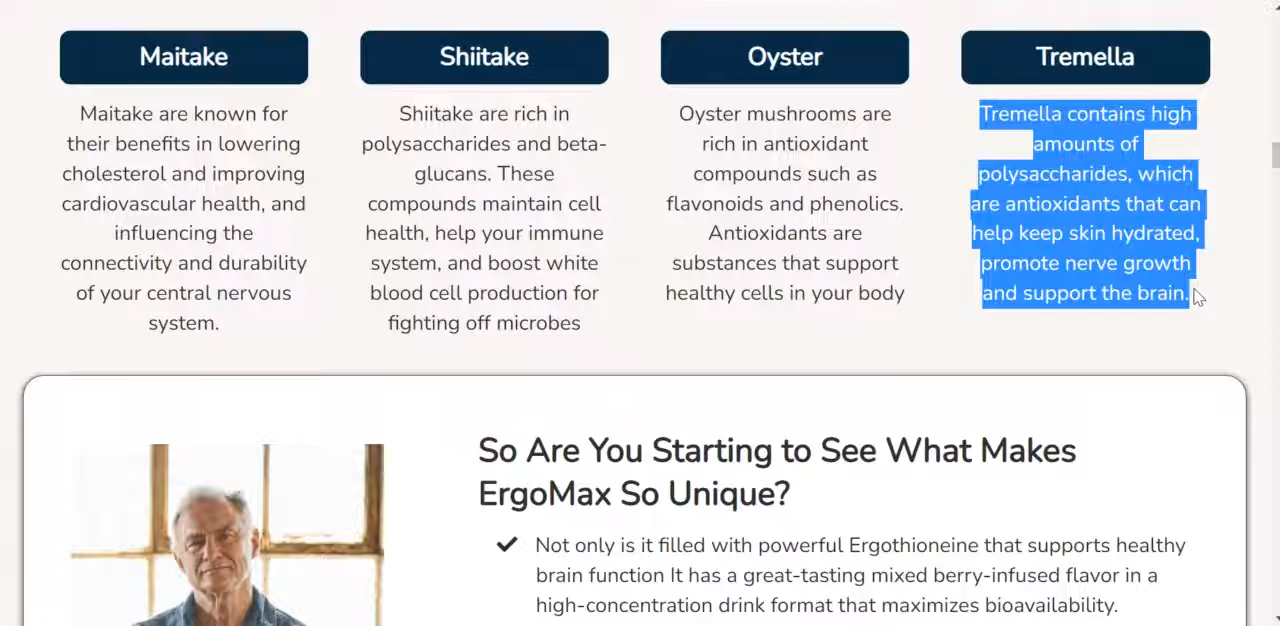 Maitake
Maitake are known for
their benefits in lowering
cholesterol and improving
cardiovascular health, and
influencing the
connectivity and durability
of your central nervous
system.
Shiitake
Shiitake are rich in
polysaccharides and beta-
glucans. These
compounds maintain cell
health, help your immune
system, and boost white
blood cell production for
fighting off microbes
Oyster
Oyster mushrooms are
rich in antioxidant
compounds such as
flavonoids and phenolics.
Antioxidants are
substances that support
healthy cells in your body
Tremella
Tremella contains high
amounts of
polysaccharides, which
are antioxidants that can
help keep skin hydrated,
promote nerve growth
and support the brain.
So Are You Starting to See What Makes
ErgoMax So Unique?
Not only is it filled with powerful Ergothioneine that supports healthy
brain function It has a great-tasting mixed berry-infused flavor in a
high-concentration drink format that maximizes bioavailability.